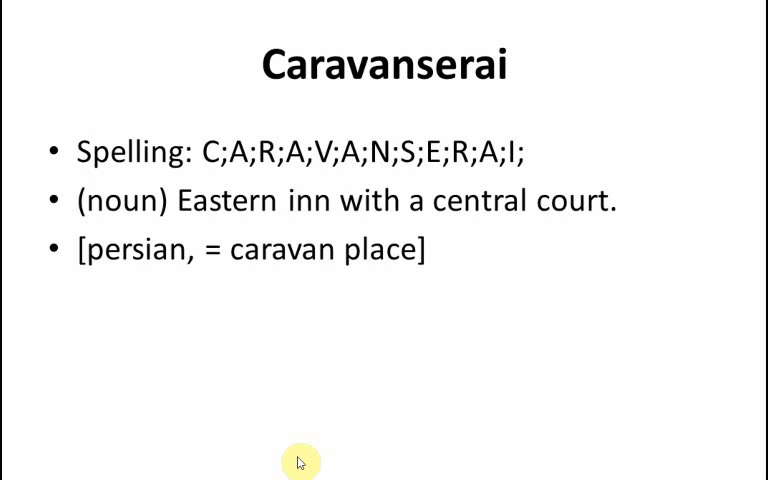 Caravanserai
• Spelling: C;A;R;A;V;A;N;S;E;R;A;I;
• (noun) Eastern inn with a central court.
• [persian, = caravan place]